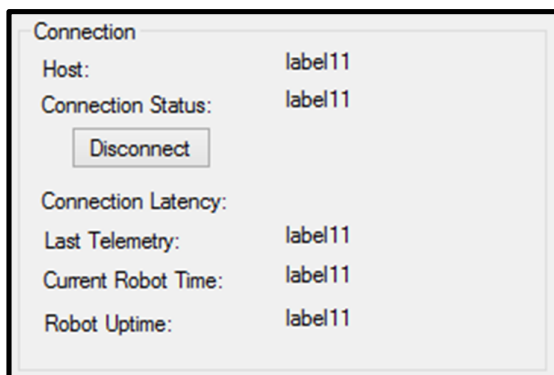 Connection
Host: label11
Connection Status: label11
Disconnect
Connection Latency:
Last Telemetry: label11
Current Robot Time: label11
Robot Uptime: label11